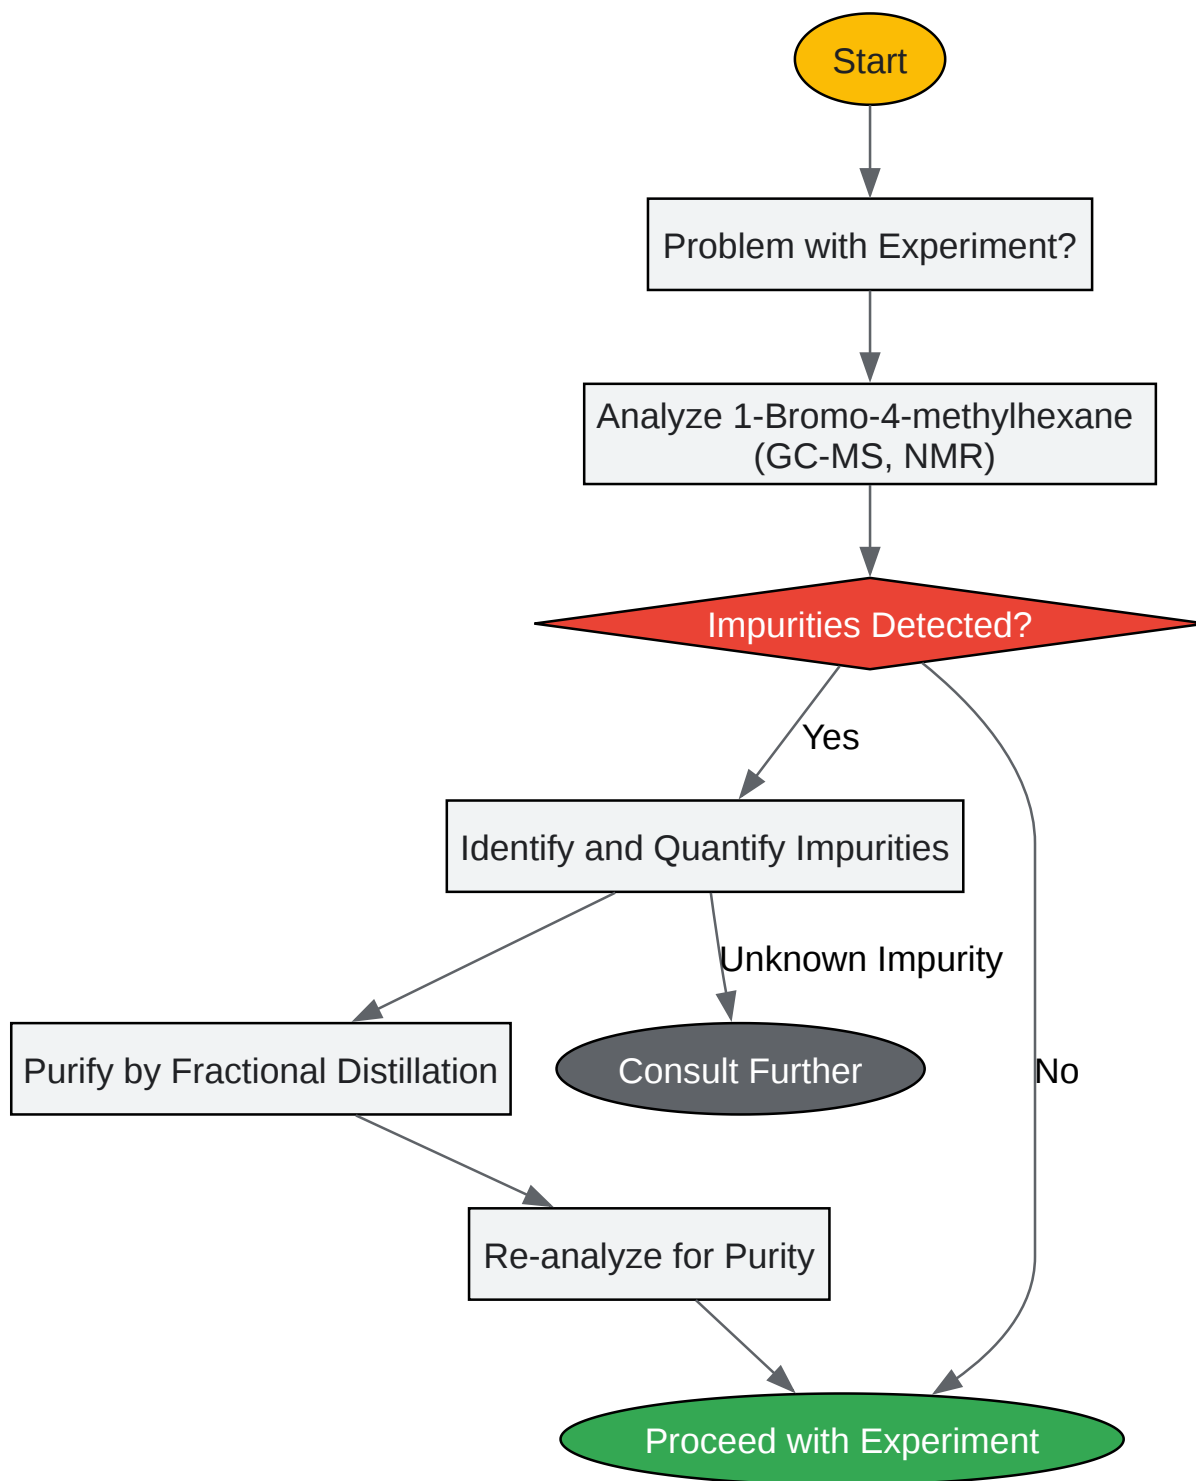 Start
Problem with Experiment?
Analyze 1-Bromo-4-methylhexane
(GC-MS, NMR)
Impurities Detected?
Yes
Identify and Quantify Impurities
Unknown Impurity
Purify by Fractional Distillation
Consult Further
No
Re-analyze for Purity
Proceed with Experiment